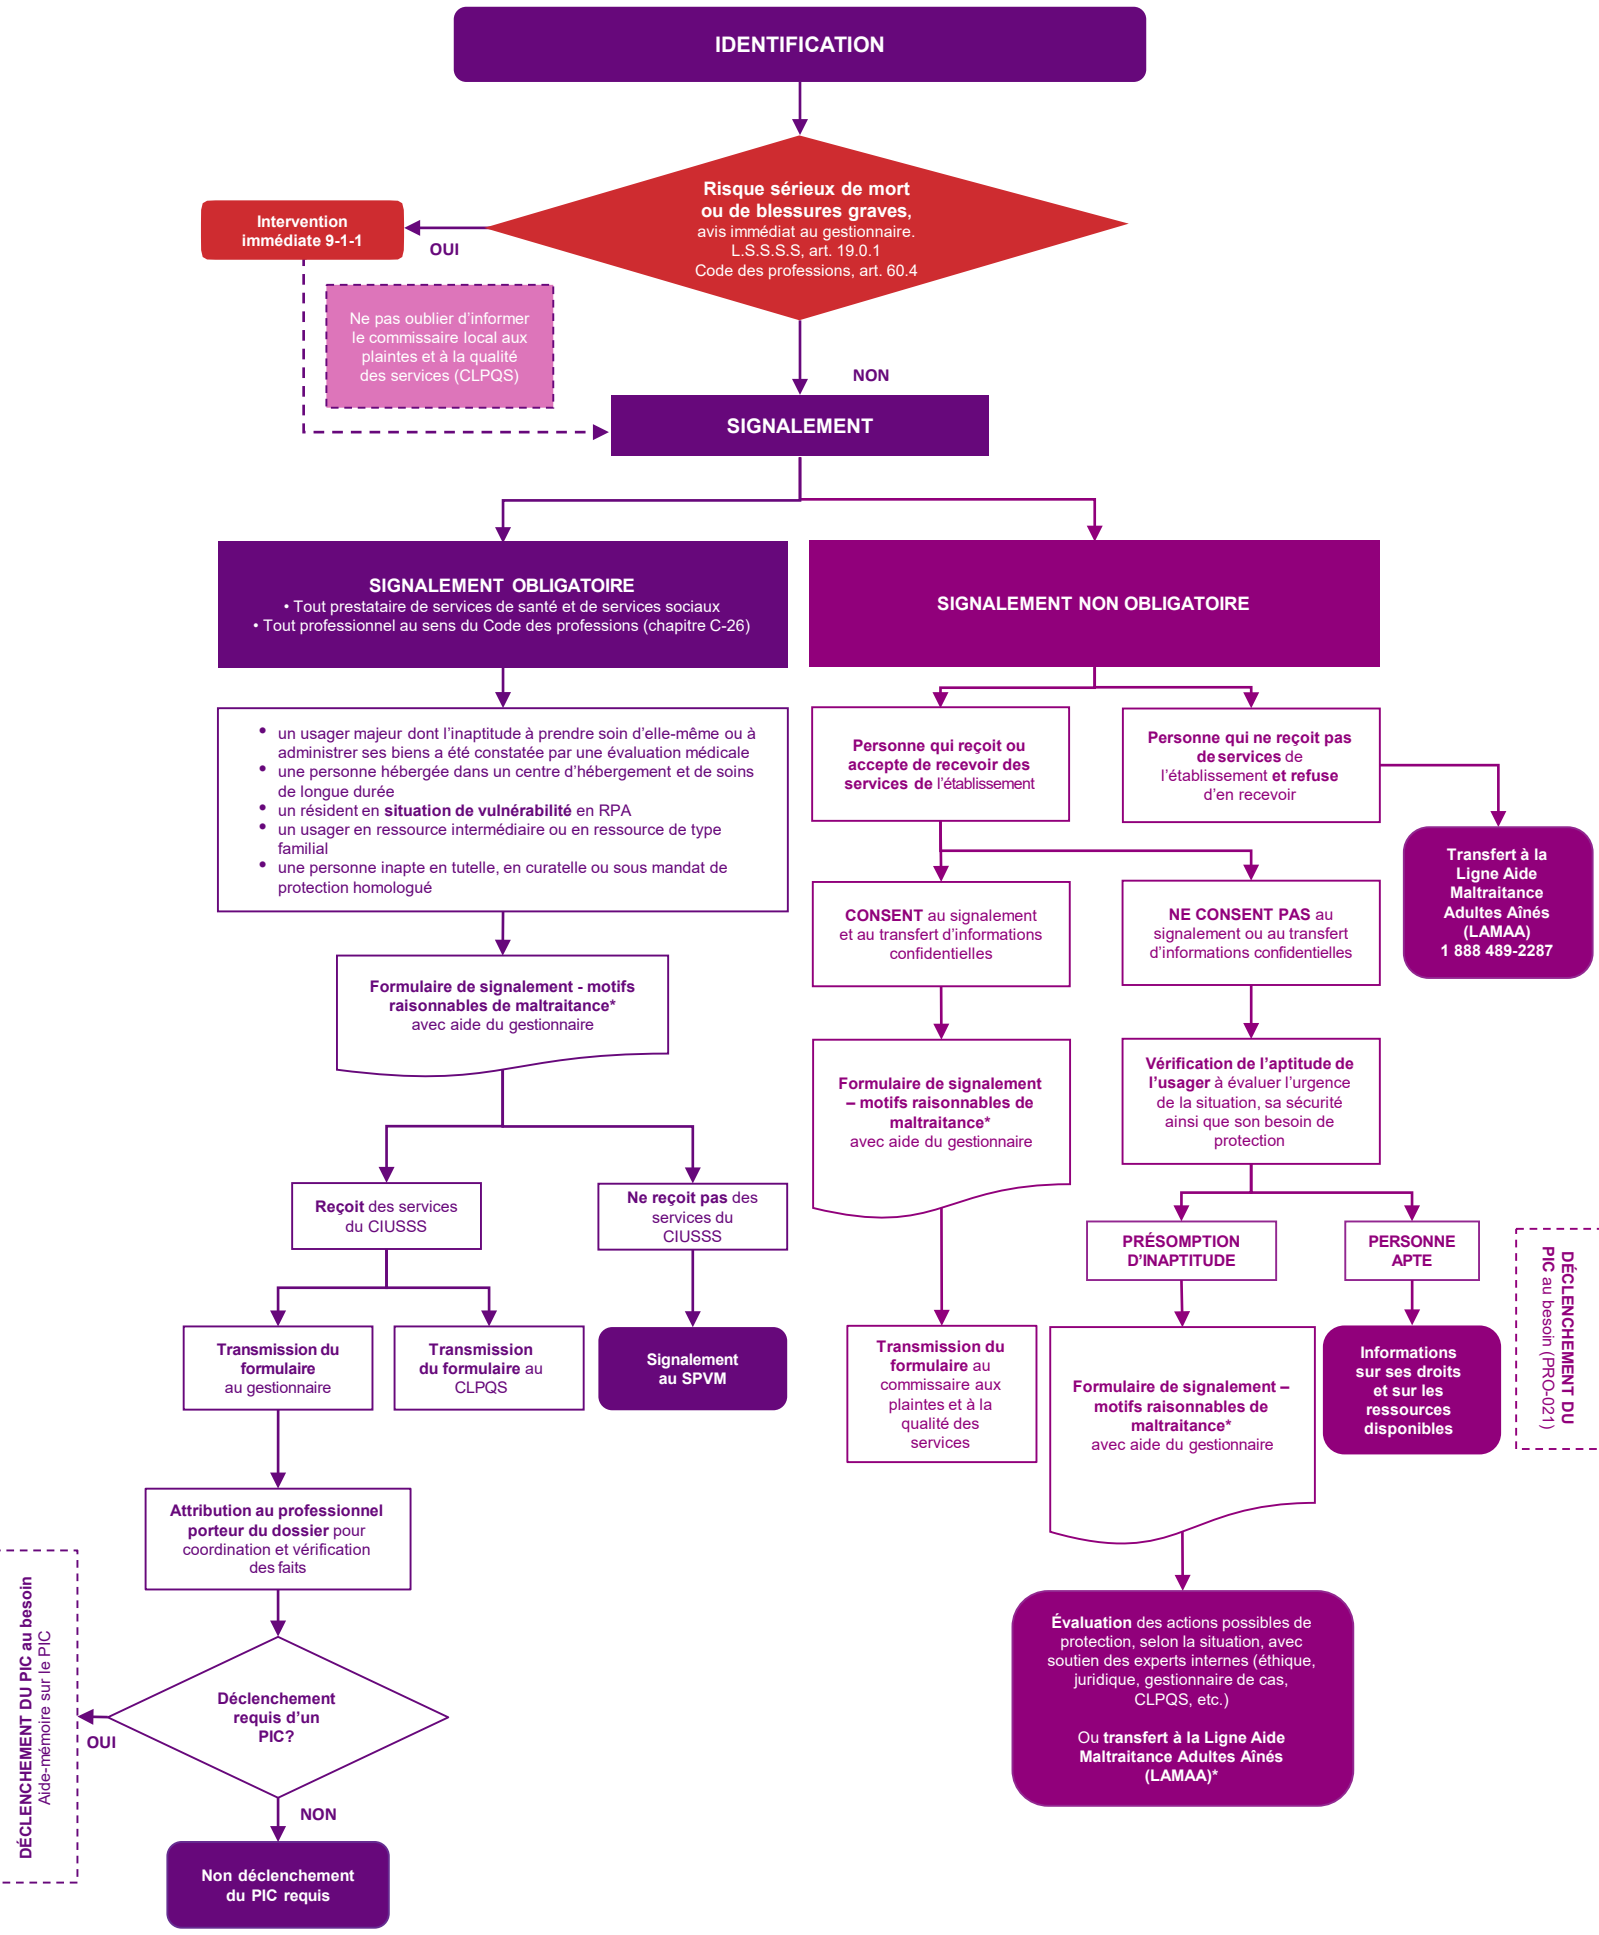 IDENTIFICATION
Risque sérieux de mort
ou de blessures graves,
avis immédiat au gestionnaire.
L.S.S.S.S, art. 19.0.1
Code des professions, art. 60.4
Intervention
immédiate 9-1-1
OUI
Ne pas oublier d’informer
le commissaire local aux
plaintes et à la qualité
des services (CLPQS)
NON
SIGNALEMENT
SIGNALEMENT OBLIGATOIRE
• Tout prestataire de services de santé et de services sociaux
• Tout professionnel au sens du Code des professions (chapitre C-26)
SIGNALEMENT NON OBLIGATOIRE
• un usager majeur dont l’inaptitude à prendre soin d’elle-même ou à
administrer ses biens a été constatée par une évaluation médicale
• une personne hébergée dans un centre d’hébergement et de soins
de longue durée
• un résident en situation de vulnérabilité en RPA
• un usager en ressource intermédiaire ou en ressource de type
familial
• une personne inapte en tutelle, en curatelle ou sous mandat de
protection homologué
Personne qui reçoit ou
accepte de recevoir des
services de l’établissement
Personne qui ne reçoit pas
de services de
l’établissement et refuse
d’en recevoir
Transfert à la
Ligne Aide
Maltraitance
Adultes Aînés
(LAMAA)
1 888 489-2287
CONSENT au signalement
et au transfert d’informations
confidentielles
NE CONSENT PAS au
signalement ou au transfert
d’informations confidentielles
Formulaire de signalement - motifs
raisonnables de maltraitance*
avec aide du gestionnaire
Formulaire de signalement
– motifs raisonnables de
maltraitance*
avec aide du gestionnaire
Vérification de l’aptitude de
l’usager à évaluer l’urgence
de la situation, sa sécurité
ainsi que son besoin de
protection
Reçoit des services
du CIUSSS
Ne reçoit pas des
services du
CIUSSS
PRÉSOMPTION
D’INAPTITUDE
PERSONNE
APTE
DÉCLENCHEMENT DU
PIC au besoin (PRO-021)
Transmission du
formulaire
au gestionnaire
Transmission
du formulaire au
CLPQS
Signalement
au SPVM
Transmission du
formulaire au
commissaire aux
plaintes et à la
qualité des
services
Formulaire de signalement –
motifs raisonnables de
maltraitance*
avec aide du gestionnaire
Informations
sur ses droits
et sur les
ressources
disponibles
Attribution au professionnel
porteur du dossier pour
coordination et vérification
des faits
DÉCLENCHEMENT DU PIC au besoin
Aide-mémoire sur le PIC
Déclenchement
requis d’un
PIC?
OUI
NON
Non déclenchement
du PIC requis
Évaluation des actions possibles de
protection, selon la situation, avec
soutien des experts internes (éthique,
juridique, gestionnaire de cas,
CLPQS, etc.)
Ou transfert à la Ligne Aide
Maltraitance Adultes Aînés
(LAMAA)*